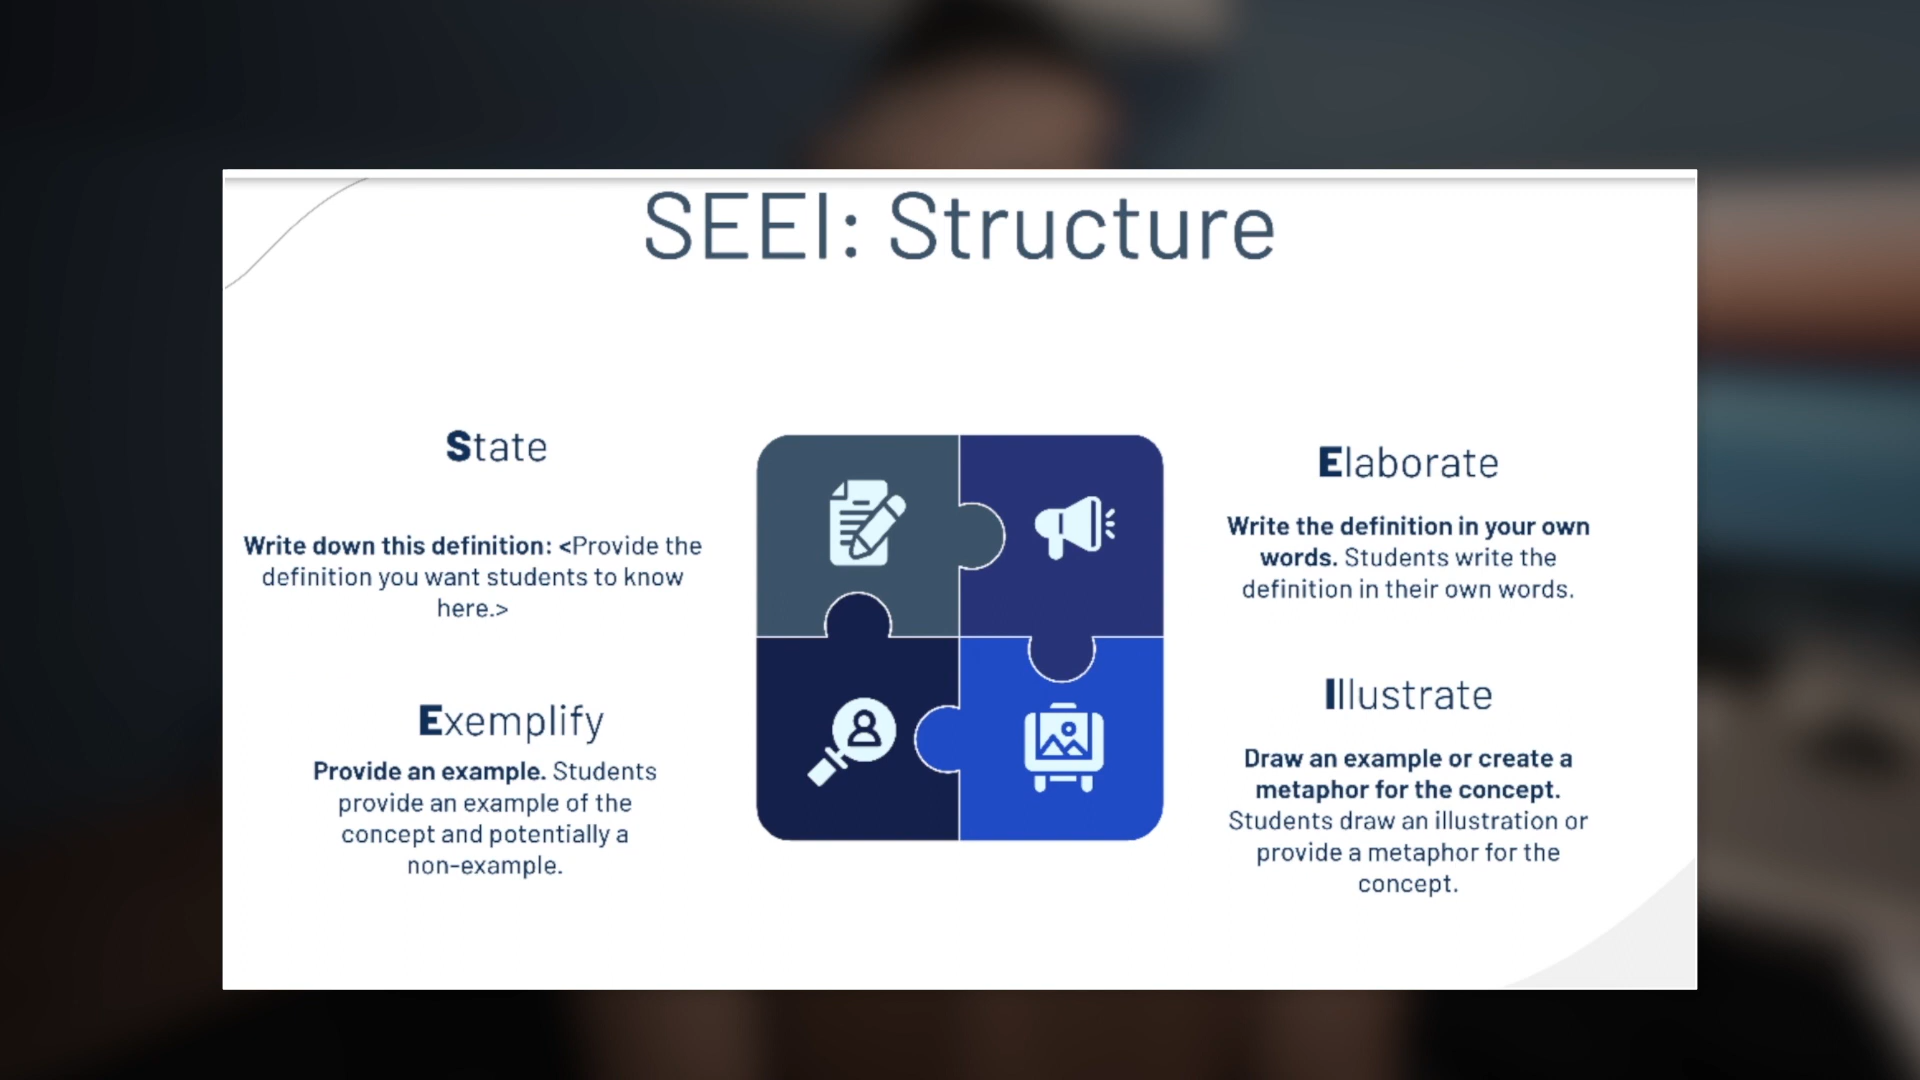 SEEI: Structure
State
Write down this definition: <Provide the
definition you want students to know
here.>
Elaborate
Write the definition in your own
words. Students write the
definition in their own words.
Exemplify
Provide an example. Students
provide an example of the
concept and potentially a
non-example.
Illustrate
Draw an example or create a
metaphor for the concept.
Students draw an illustration or
provide a metaphor for the
concept.